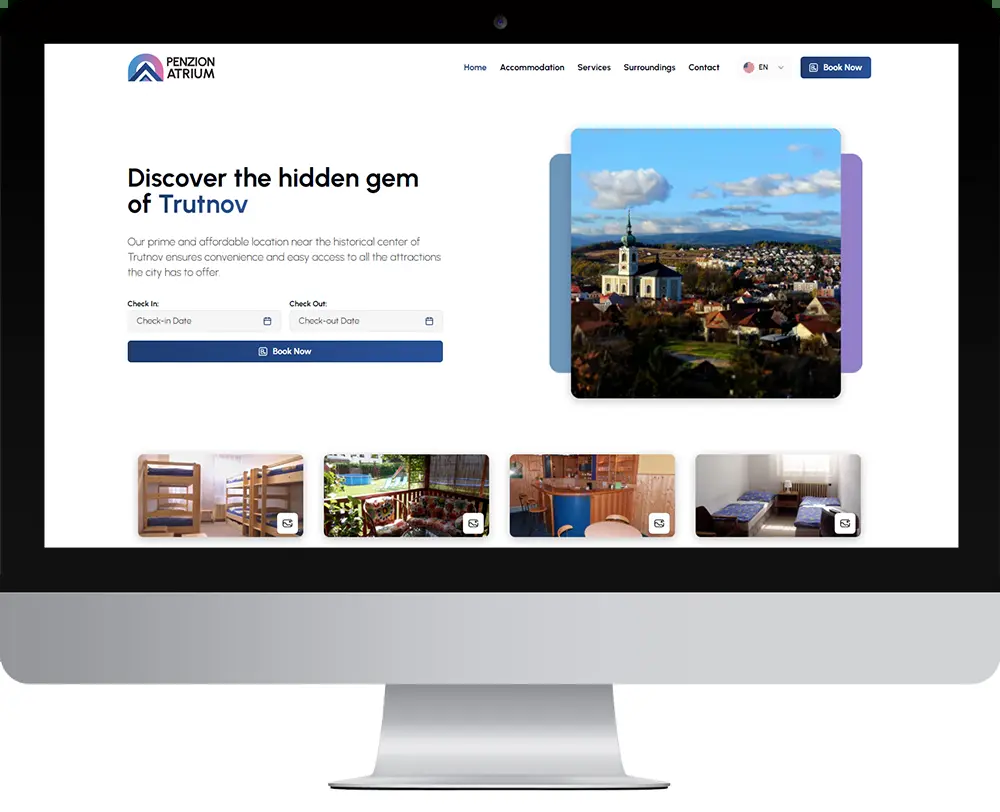 PENZION
ATRIUM
Home Accommodation Services Surroundings Contact EN Book Now
Discover the hidden gem
of Trutnov
Our prime and affordable location near the historical center of
Trutnov ensures convenience and easy access to all the attractions
the city has to offer.
Check In: Check Out:
Check-in Date Check-out Date
Book Now